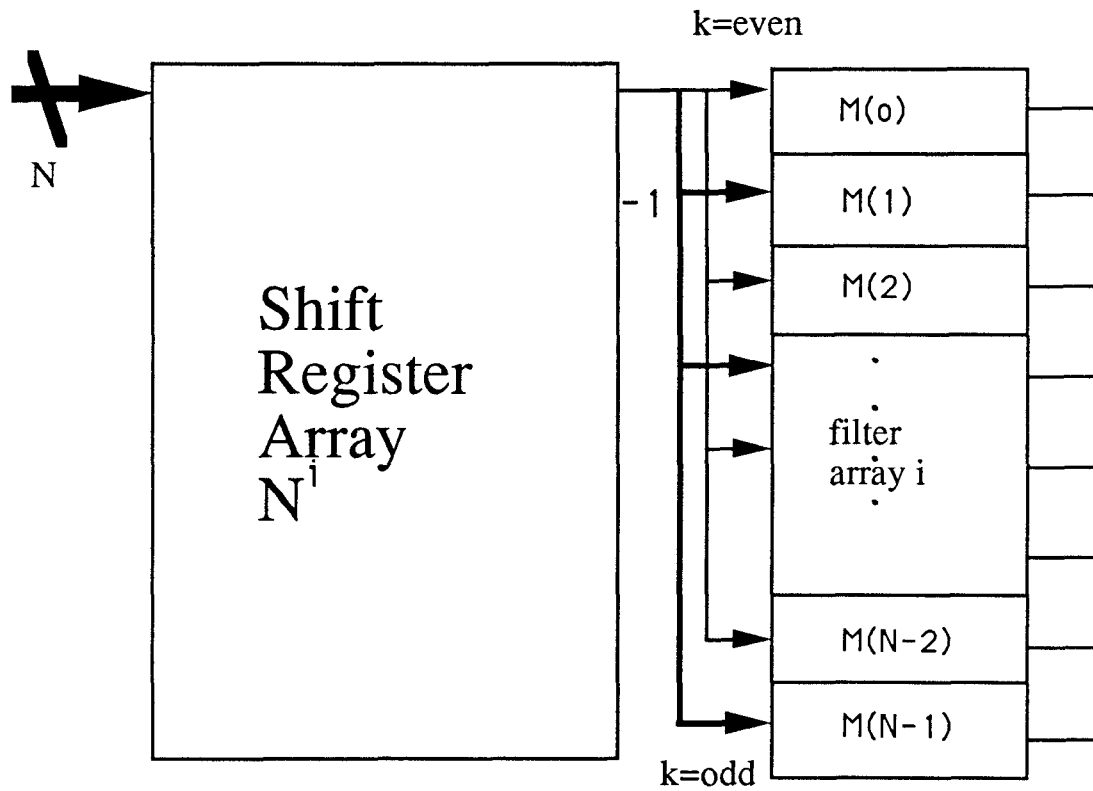 k=even
N
M(o)
M(1)
-1
M(2)
Shift
Register
Array
N^i
filter
array i
M(N-2)
M(N-1)
k=odd